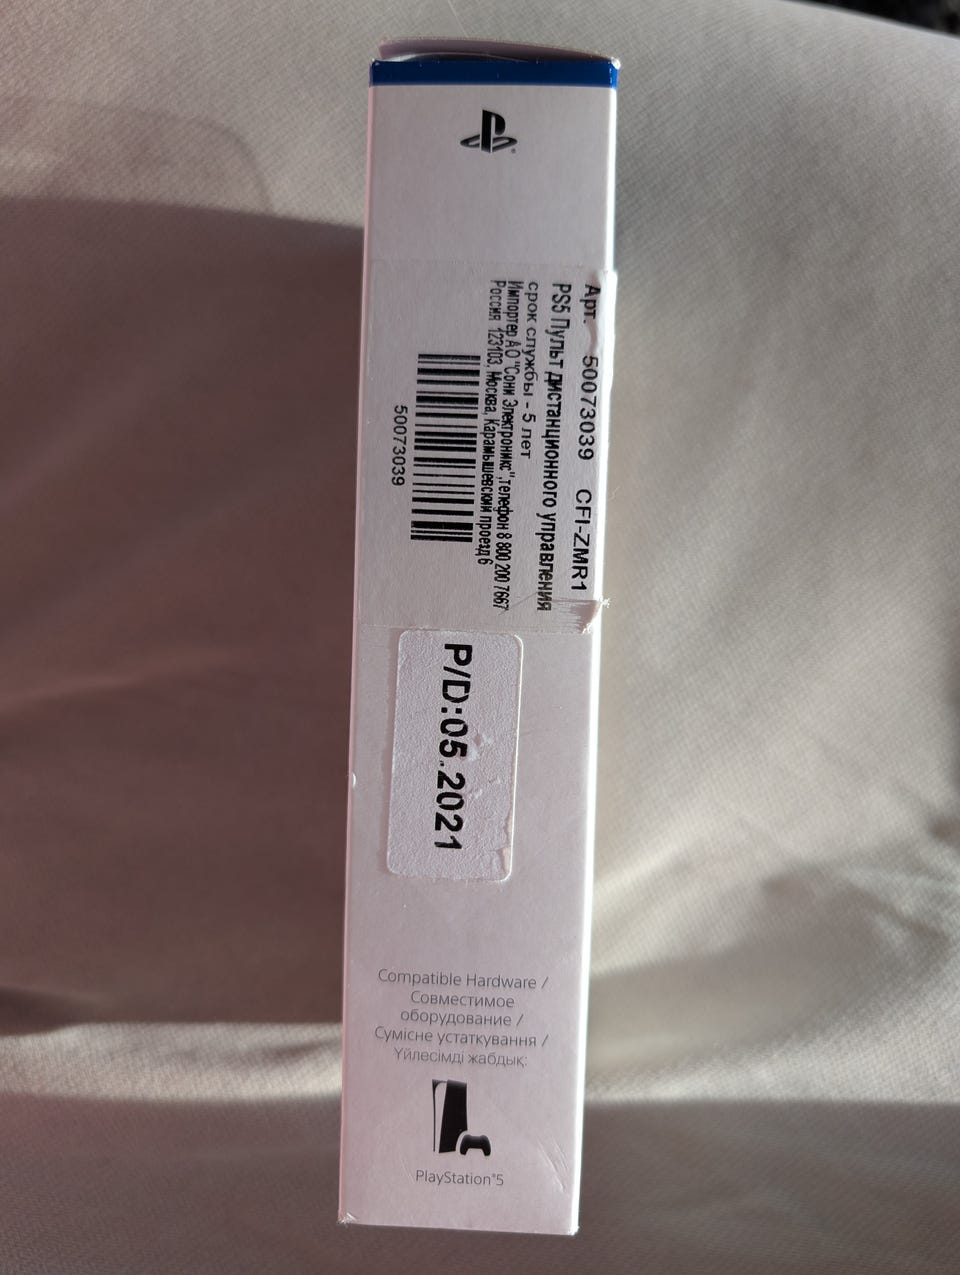 Арт. 50073039 CFI-ZMR1
PS5 Пульт дистанционного управления
срок службы - 5 лет
Импортер АО "Сони Электроникс",телефон 8 800 200 7667
Россия 123103, Москва, Карамышевский проезд 6
50073039
P/D:05.2021
Compatible Hardware /
Совместимое
оборудование /
Сумісне устаткування /
Үйлесімді жабдық:
PlayStation®5